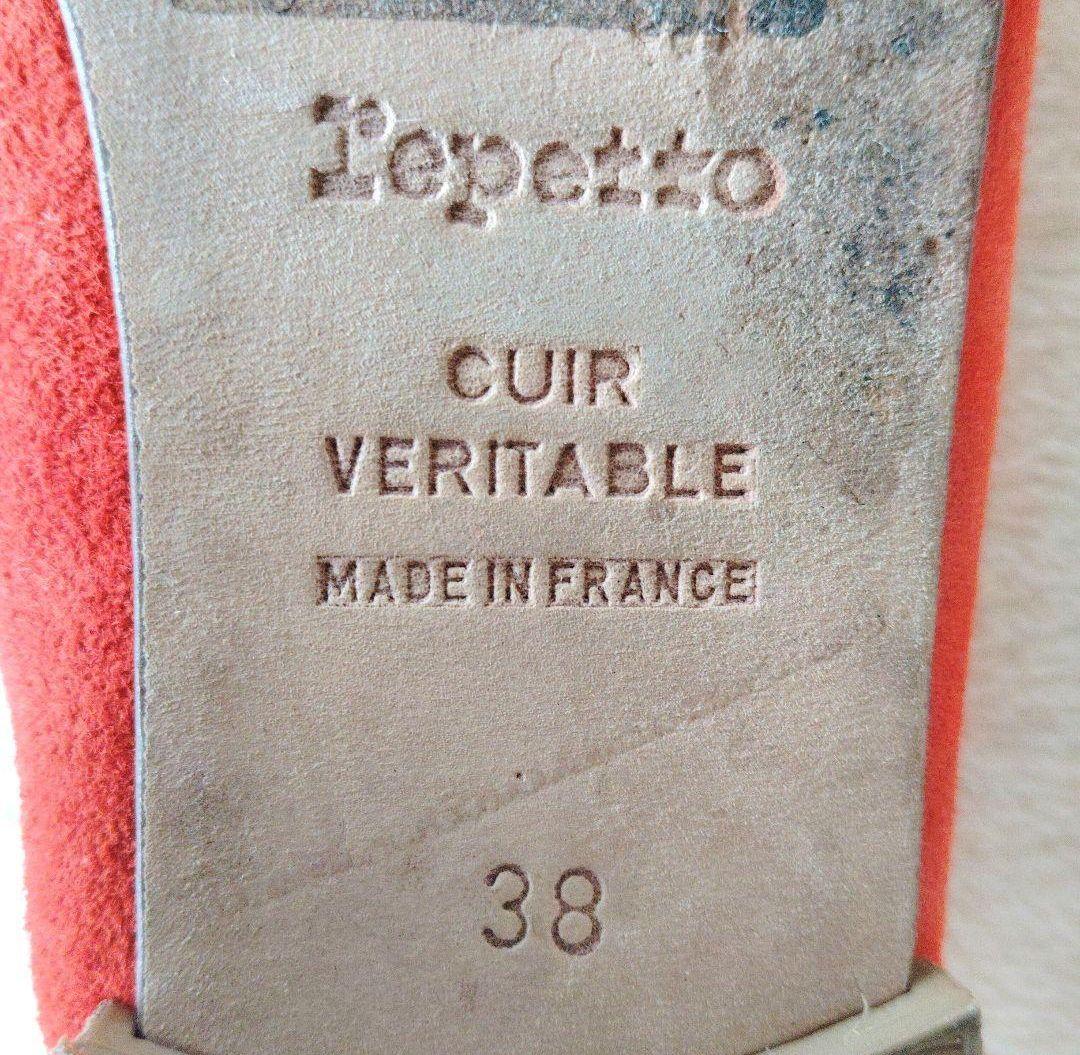 repetto
CUIR
VERITABLE
MADE IN FRANCE
38